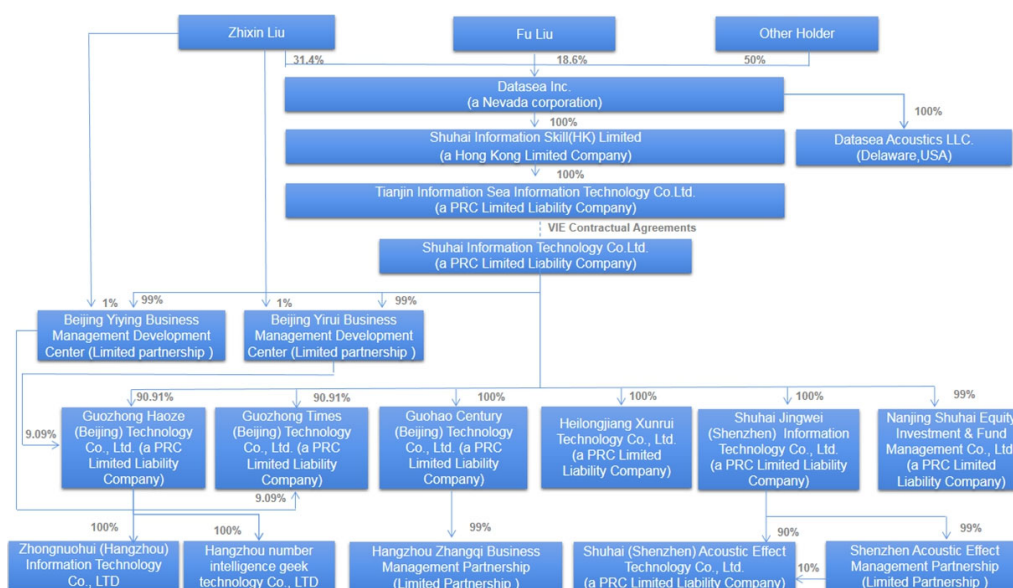 Zhixin Liu
Fu Liu
Other Holder
31.4%
18.6%
50%
Datasea Inc.
(a Nevada corporation)
100%
100%
Shuhai Information Skill(HK) Limited
(a Hong Kong Limited Company)
Datasea Acoustics LLC.
(Delaware,USA)
100%
Tianjin Information Sea Information Technology Co.Ltd.
(a PRC Limited Liability Company)
VIE Contractual Agreements
Shuhai Information Technology Co.Ltd.
(a PRC Limited Liability Company)
1%
99%
1%
99%
Beijing Yiying Business
Management Development
Center (Limited partnership )
Beijing Yirui Business
Management Development
Center (Limited partnership )
90.91%
90.91%
100%
100%
100%
99%
9.09%
Guozhong Haoze
(Beijing) Technology
Co., Ltd. (a PRC
Limited Liability
Company)
Guozhong Times
(Beijing) Technology
Co., Ltd. (a PRC
Limited Liability
Company)
Guohao Century
(Beijing) Technology
Co., Ltd. (a PRC
Limited Liability
Company)
Heilongjiang Xunrui
Technology Co., Ltd.
(a PRC Limited
Liability Company)
Shuhai Jingwei
(Shenzhen) Information
Technology Co., Ltd.
(a PRC Limited Liability
Company)
Nanjing Shuhai Equity
Investment & Fund
Management Co., Ltd
(a PRC Limited
Liability Company)
9.09%
100%
100%
99%
90%
99%
Zhongnuohui (Hangzhou)
Information Technology
Co., LTD
Hangzhou number
intelligence geek
technology Co., LTD
Hangzhou Zhangqi Business
Management Partnership
(Limited Partnership )
Shuhai (Shenzhen) Acoustic Effect
Technology Co., Ltd.
(a PRC Limited Liability Company)
10%
Shenzhen Acoustic Effect
Management Partnership
(Limited Partnership )